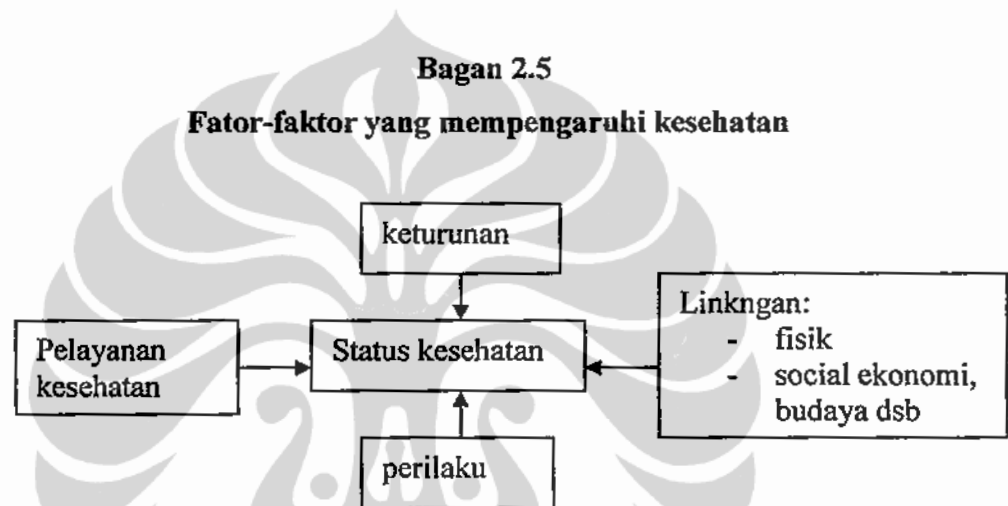 Bagan 2.5
Fator-faktor yang mempengaruhi kesehatan
keturunan
Pelayanan
kesehatan
Status kesehatan
Linkngan:
- fisik
- social ekonomi,
budaya dsb
perilaku